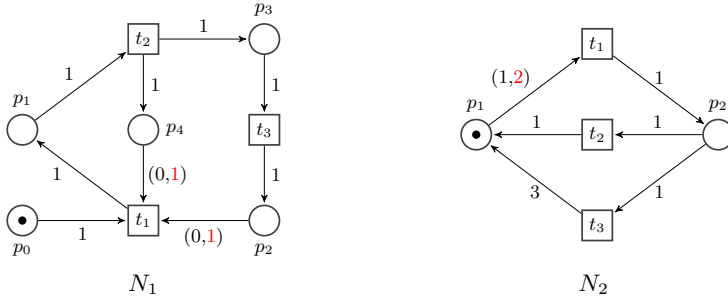 p₃
t₂ 1
1 1 1
p₁ p₄ t₃
(0,1)
1 1
t₁
p₀ 1 (0,1) p₂
N₁
t₁
(1,2) 1
p₁ 1 t₂ 1 p₂
3 1
t₃
N₂